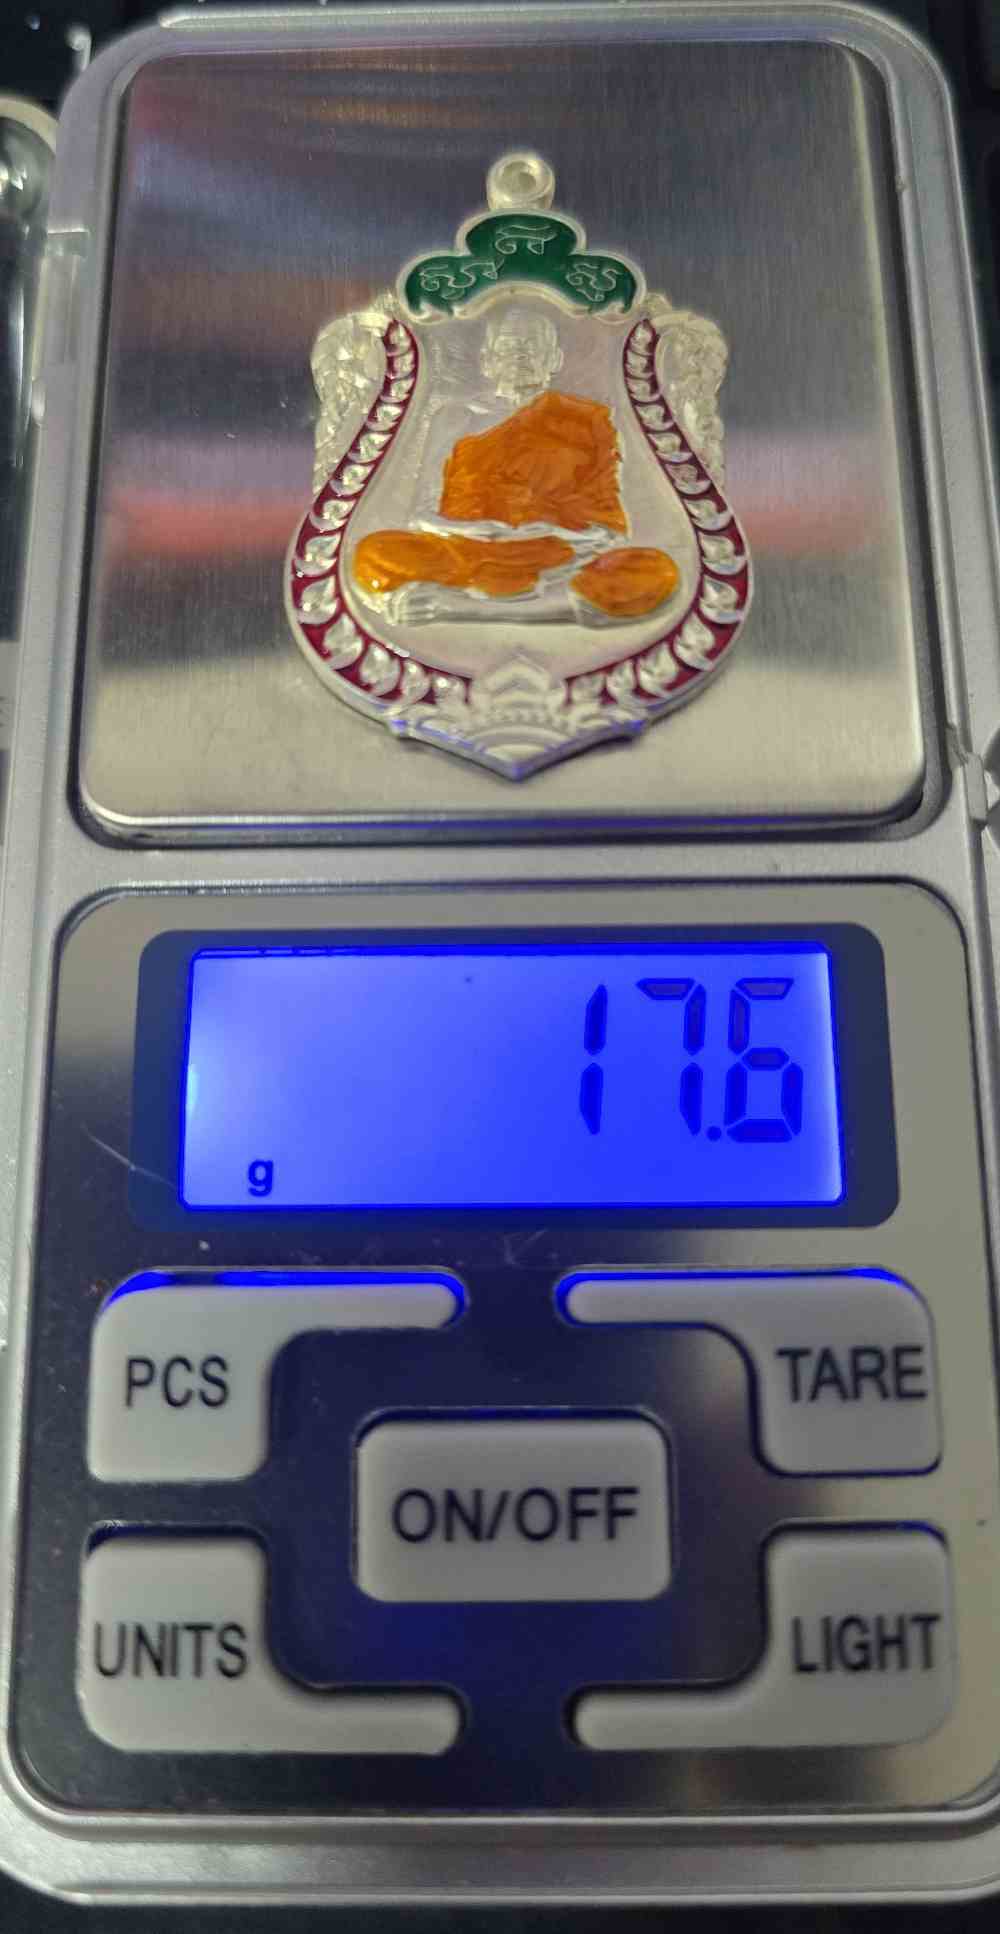 17.6
g
PCS
TARE
ON/OFF
UNITS
LIGHT